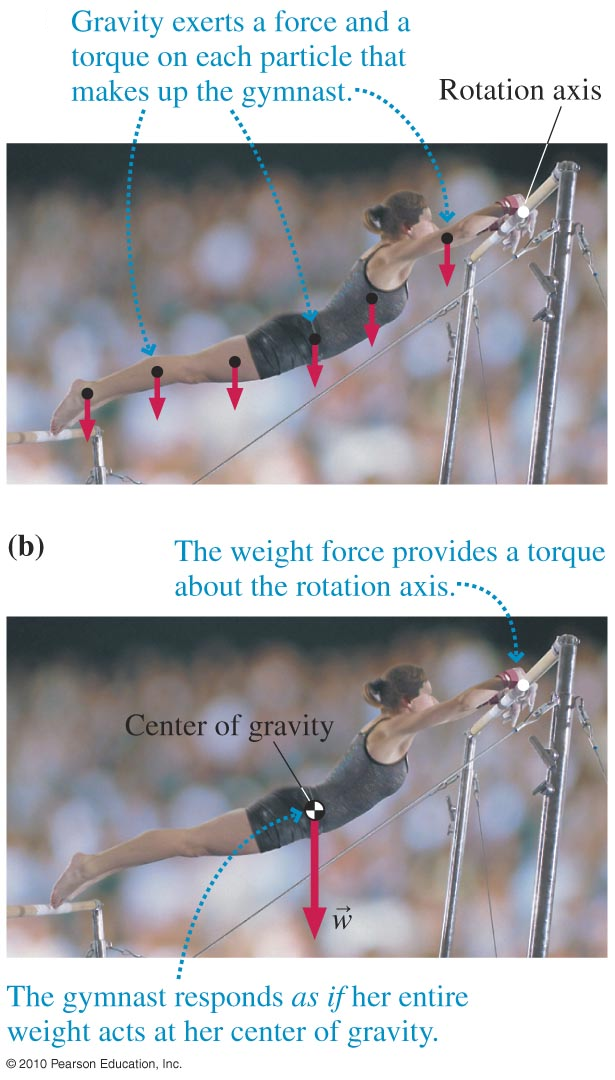 Gravity exerts a force and a
torque on each particle that
makes up the gymnast.
Rotation axis
(b)
The weight force provides a torque
about the rotation axis.
Center of gravity
w⃗
The gymnast responds as if her entire
weight acts at her center of gravity.
© 2010 Pearson Education, Inc.